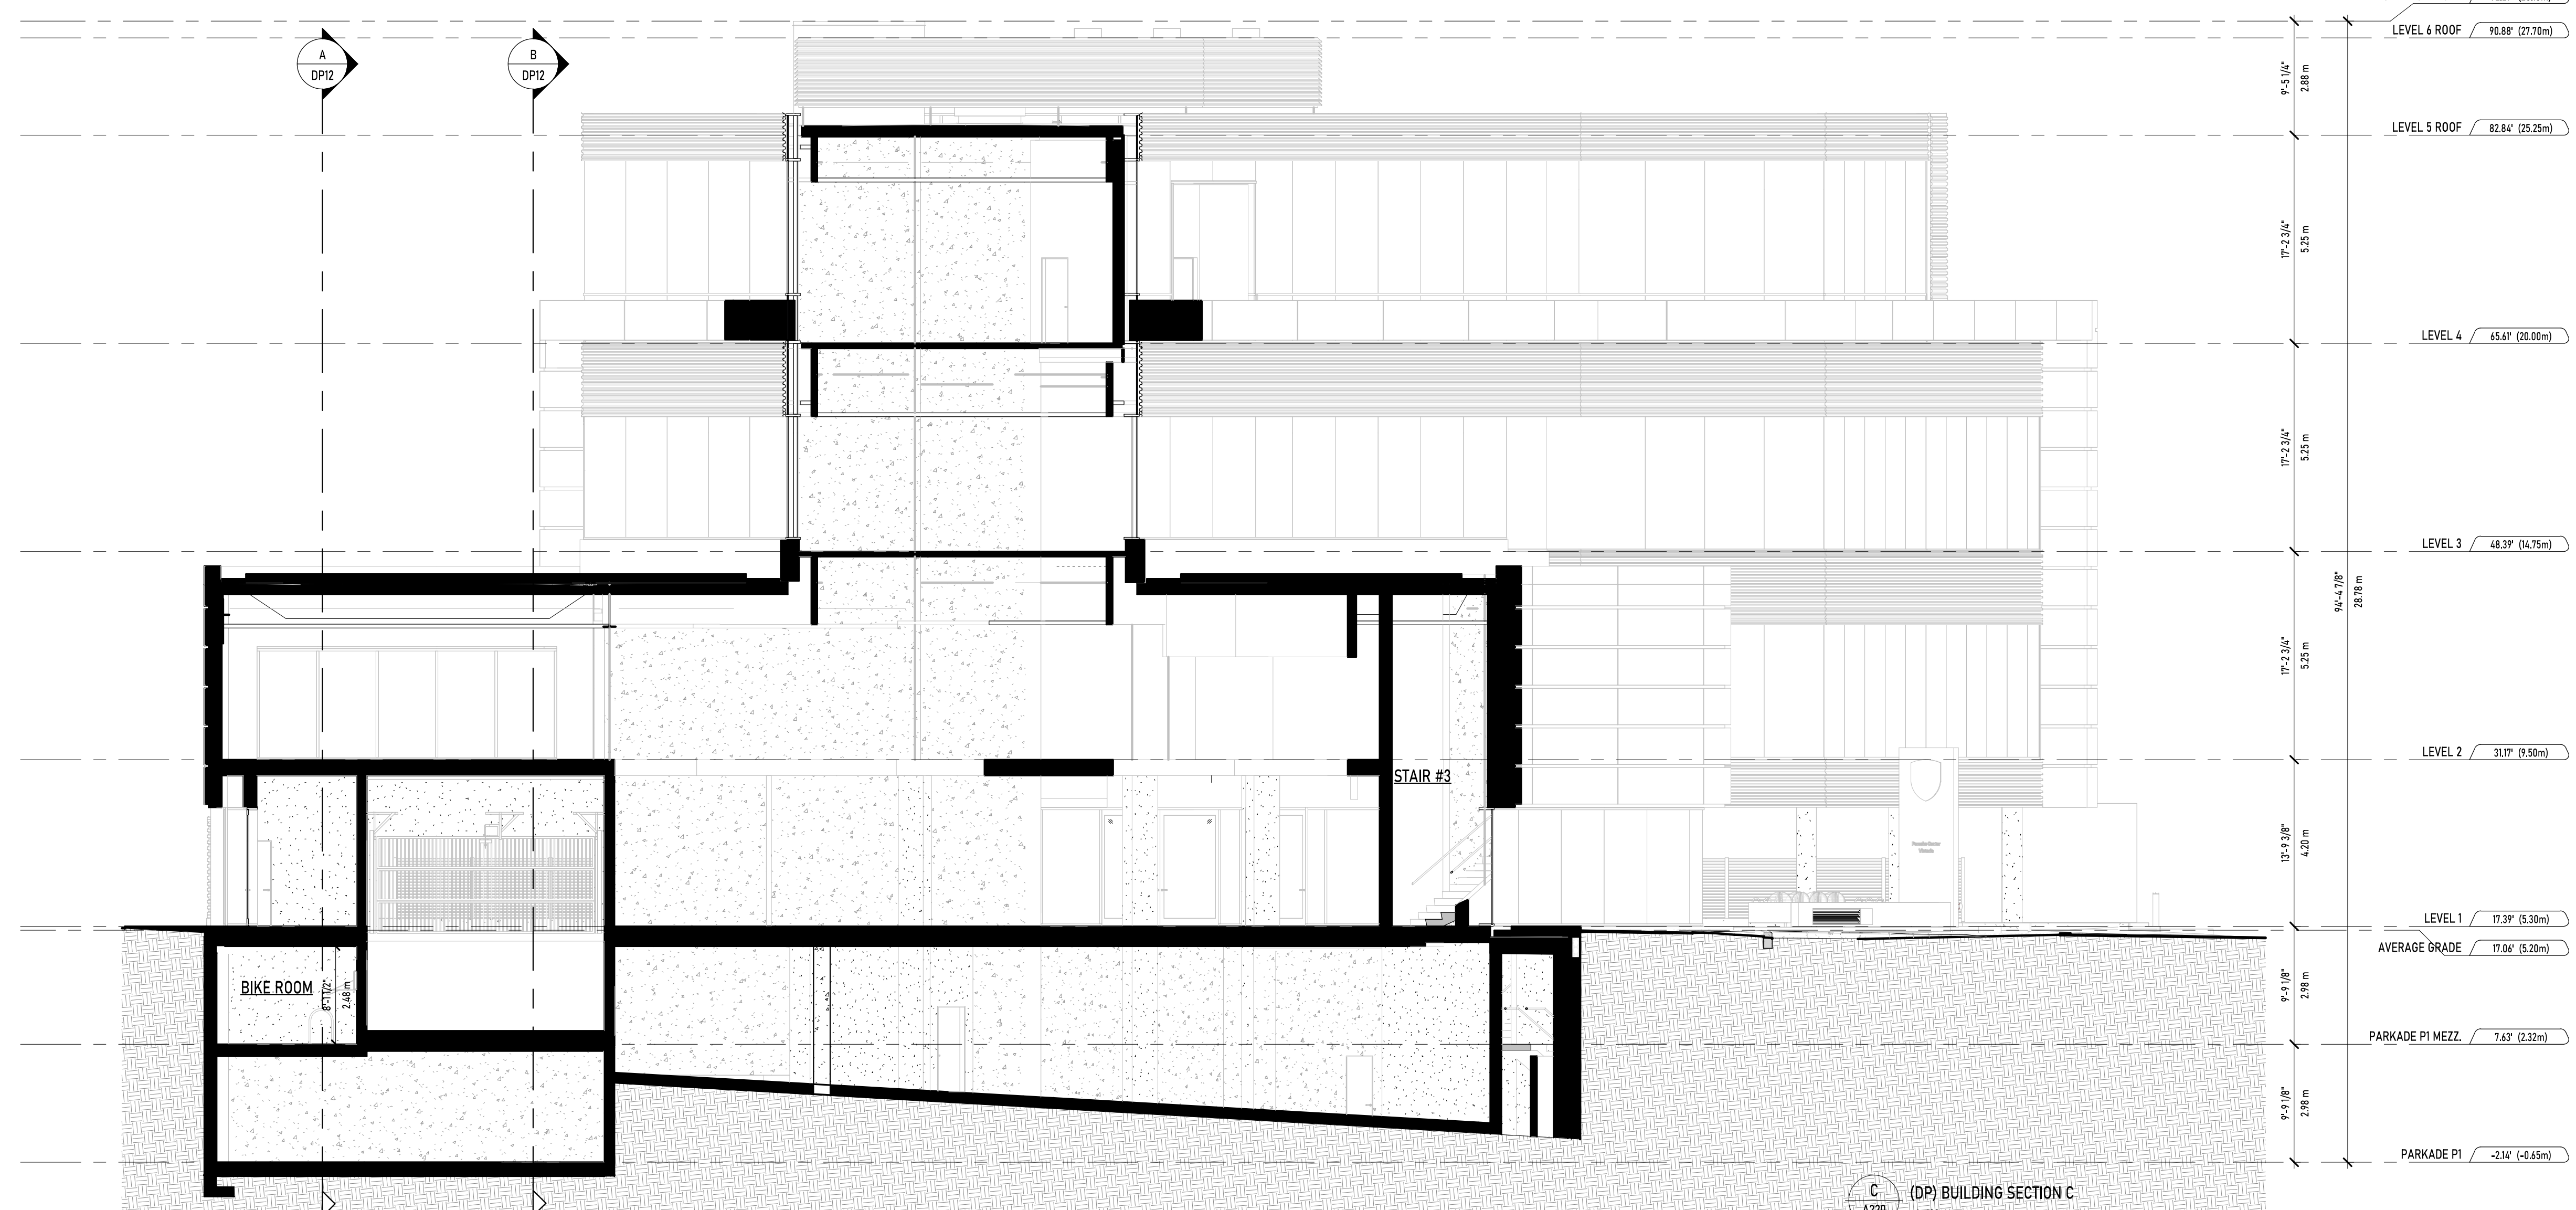 A
DP12
B
DP12
LEVEL 6 ROOF 90.88' (27.70m)
9'-5 1/4"
2.88 m
LEVEL 5 ROOF 82.84' (25.25m)
17'-2 3/4"
5.25 m
LEVEL 4 65.61' (20.00m)
17'-2 3/4"
5.25 m
LEVEL 3 48.39' (14.75m)
94'-4 7/8"
28.78 m
17'-2 3/4"
5.25 m
LEVEL 2 31.17' (9.50m)
STAIR #3
13'-9 3/8"
4.20 m
LEVEL 1 17.39' (5.30m)
AVERAGE GRADE 17.06' (5.20m)
BIKE ROOM
8'-1 1/2"
2.48 m
9'-9 1/8"
2.98 m
PARKADE P1 MEZZ. 7.63' (2.32m)
9'-9 1/8"
2.98 m
PARKADE P1 -2.14' (-0.65m)
C
(DP) BUILDING SECTION C